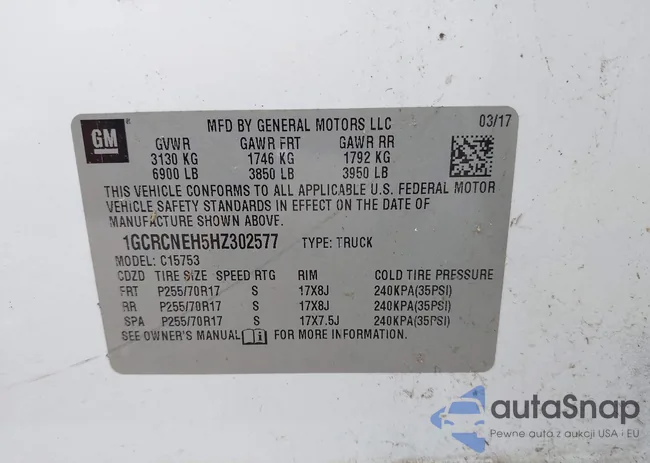 GM
MFD BY GENERAL MOTORS LLC 03/17
GVWR GAWR FRT GAWR RR
3130 KG 1746 KG 1792 KG
6900 LB 3850 LB 3950 LB
THIS VEHICLE CONFORMS TO ALL APPLICABLE U.S. FEDERAL MOTOR
VEHICLE SAFETY STANDARDS IN EFFECT ON THE DATE OF
MANUFACTURE SHOWN ABOVE.
1GCRCNEH5HZ302577 TYPE: TRUCK
MODEL: C15753
CDZD TIRE SIZE SPEED RTG RIM COLD TIRE PRESSURE
FRT P255/70R17 S 17X8J 240KPA(35PSI)
RR P255/70R17 S 17X8J 240KPA(35PSI)
SPA P255/70R17 S 17X7.5J 240KPA(35PSI)
SEE OWNER'S MANUAL FOR MORE INFORMATION.
autoSnap
Pewne auta z aukcji USA · EU